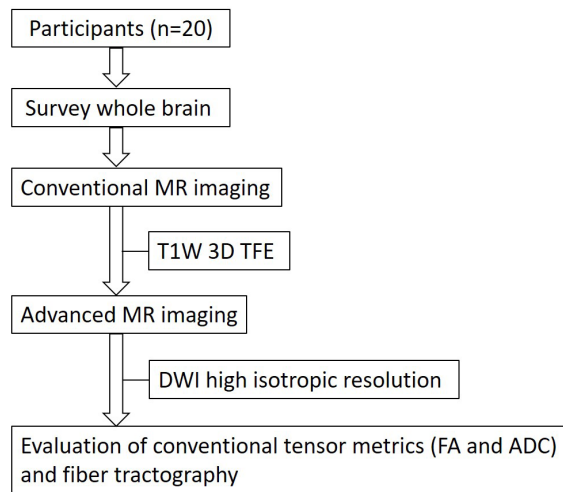 Participants (n=20)
Survey whole brain
Conventional MR imaging
T1W 3D TFE
Advanced MR imaging
DWI high isotropic resolution
Evaluation of conventional tensor metrics (FA and ADC)
and fiber tractography